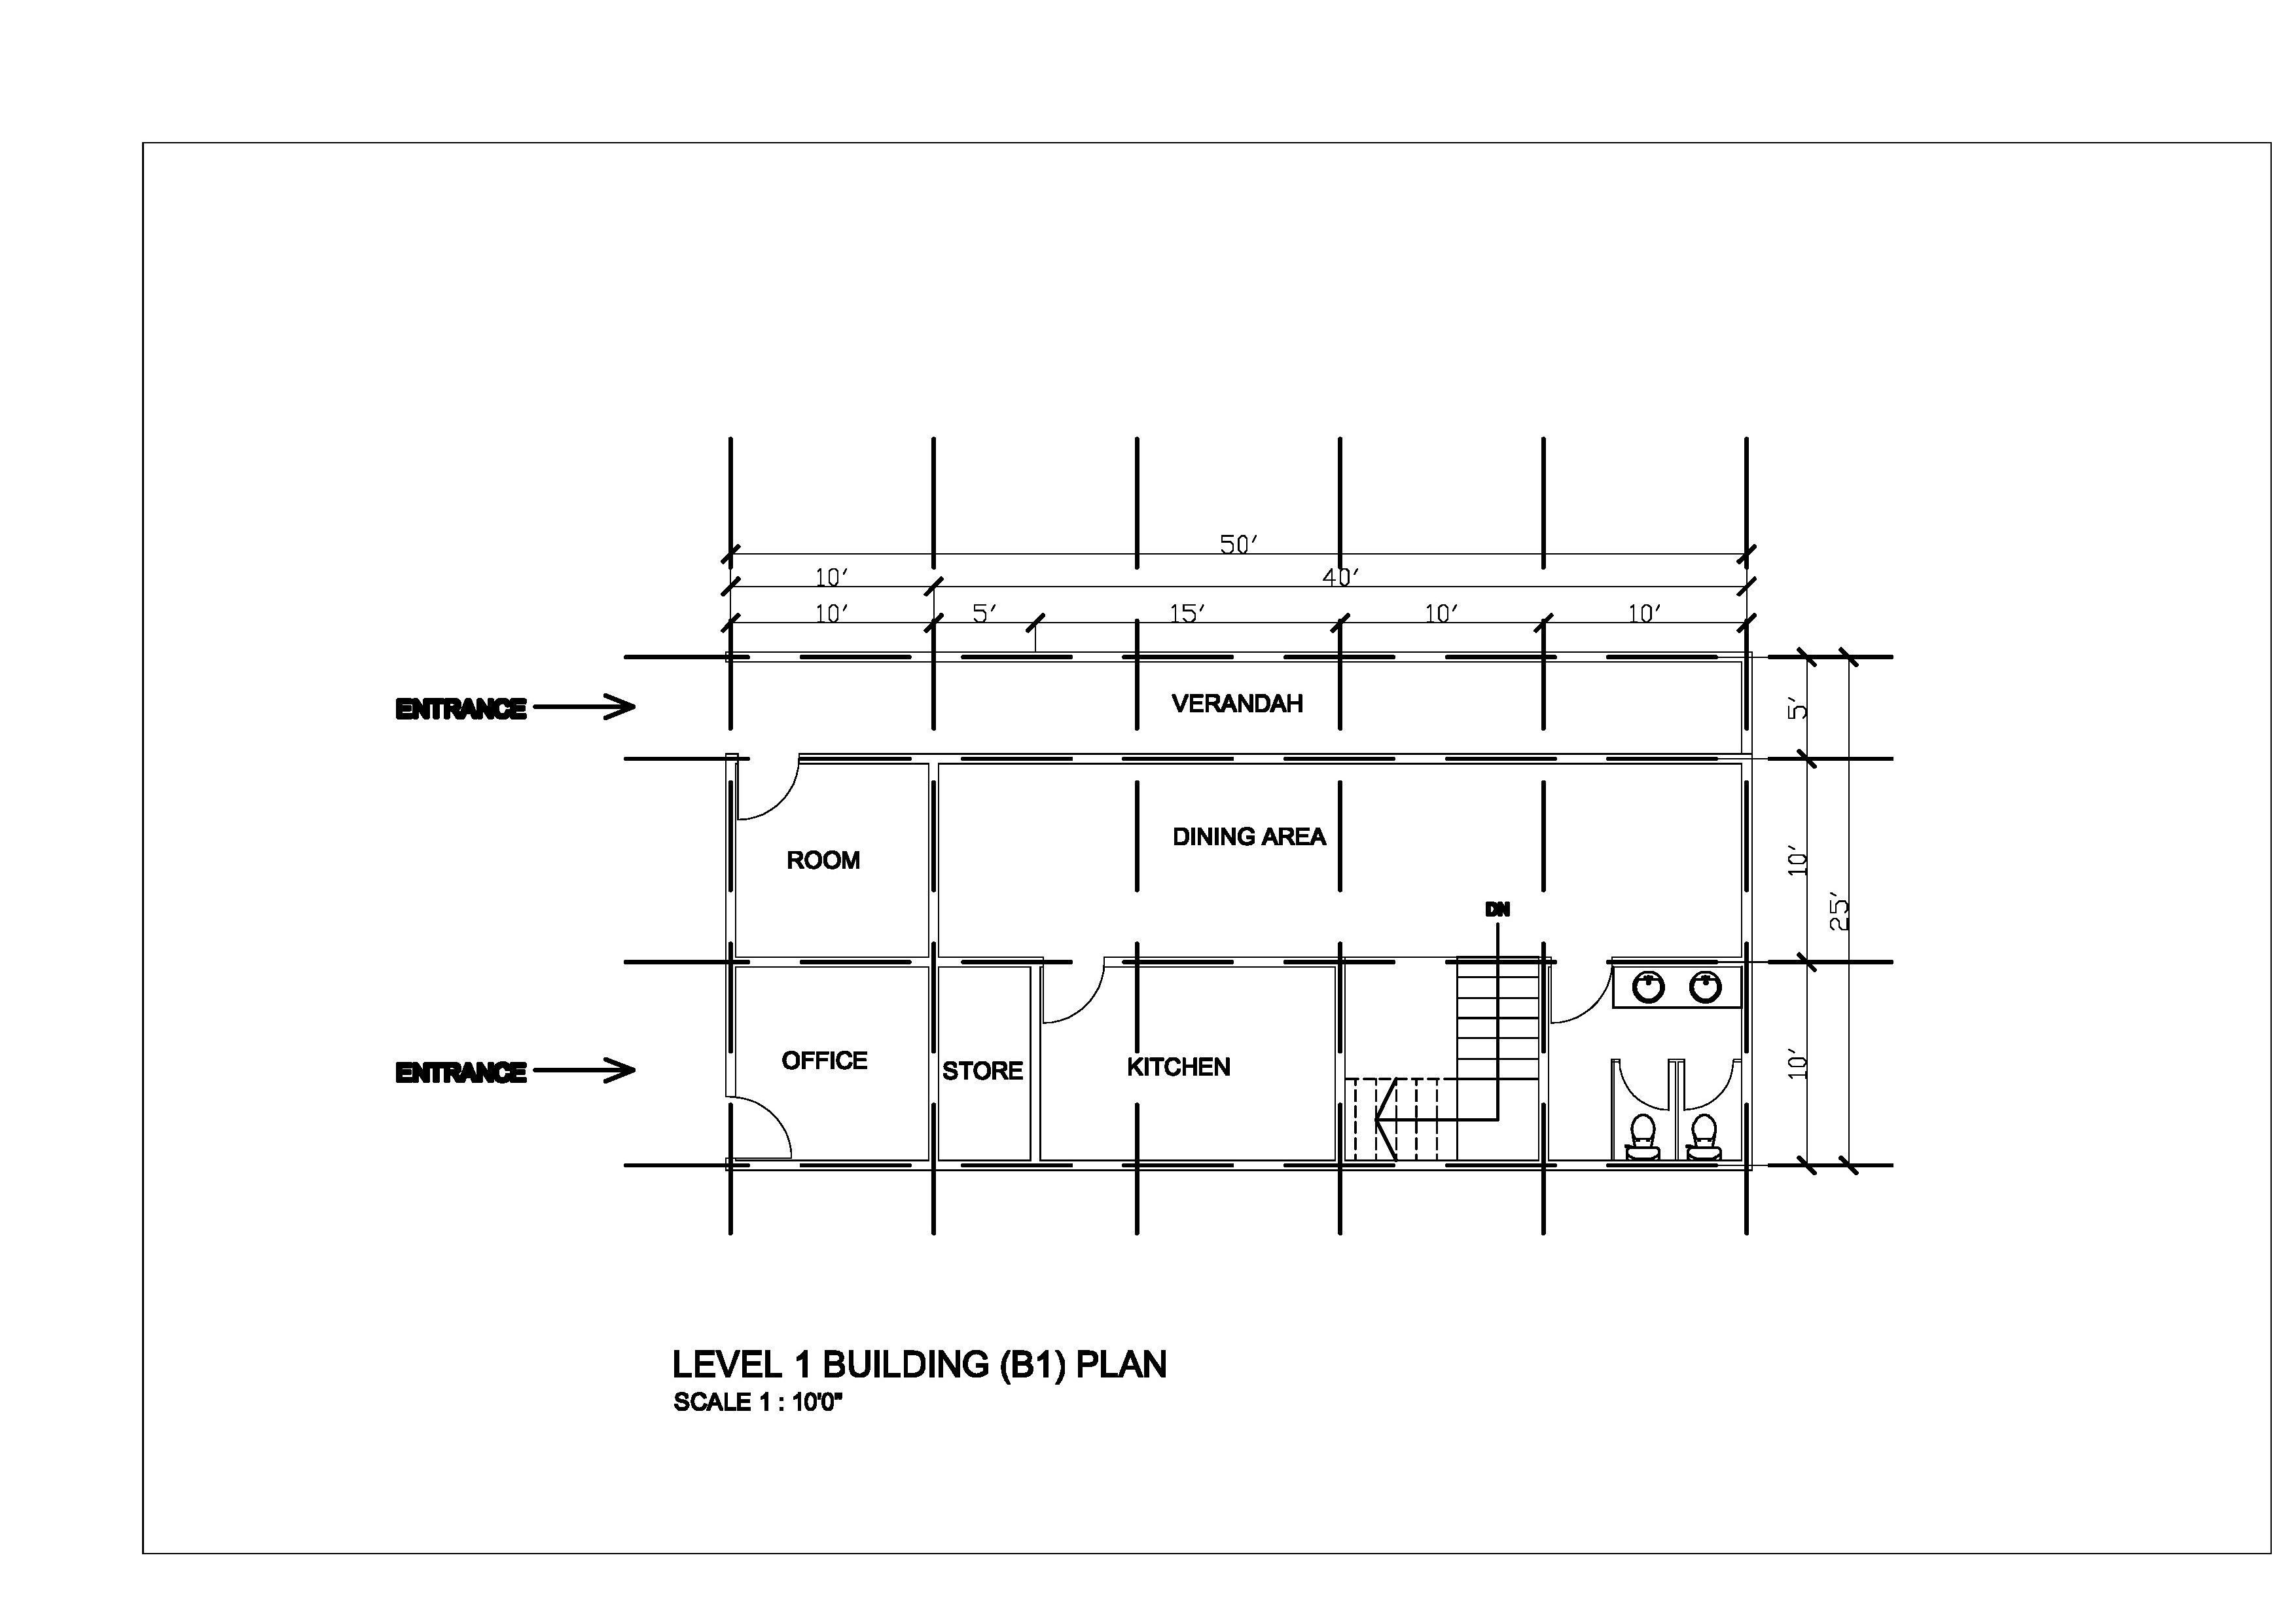 50'
10' 40'
10' 5' 15' 10' 10'
ENTRANCE
VERANDAH
5'
DINING AREA
ROOM
10'
25'
DN
OFFICE
STORE
KITCHEN
10'
ENTRANCE
LEVEL 1 BUILDING (B1) PLAN
SCALE 1 : 10'0"